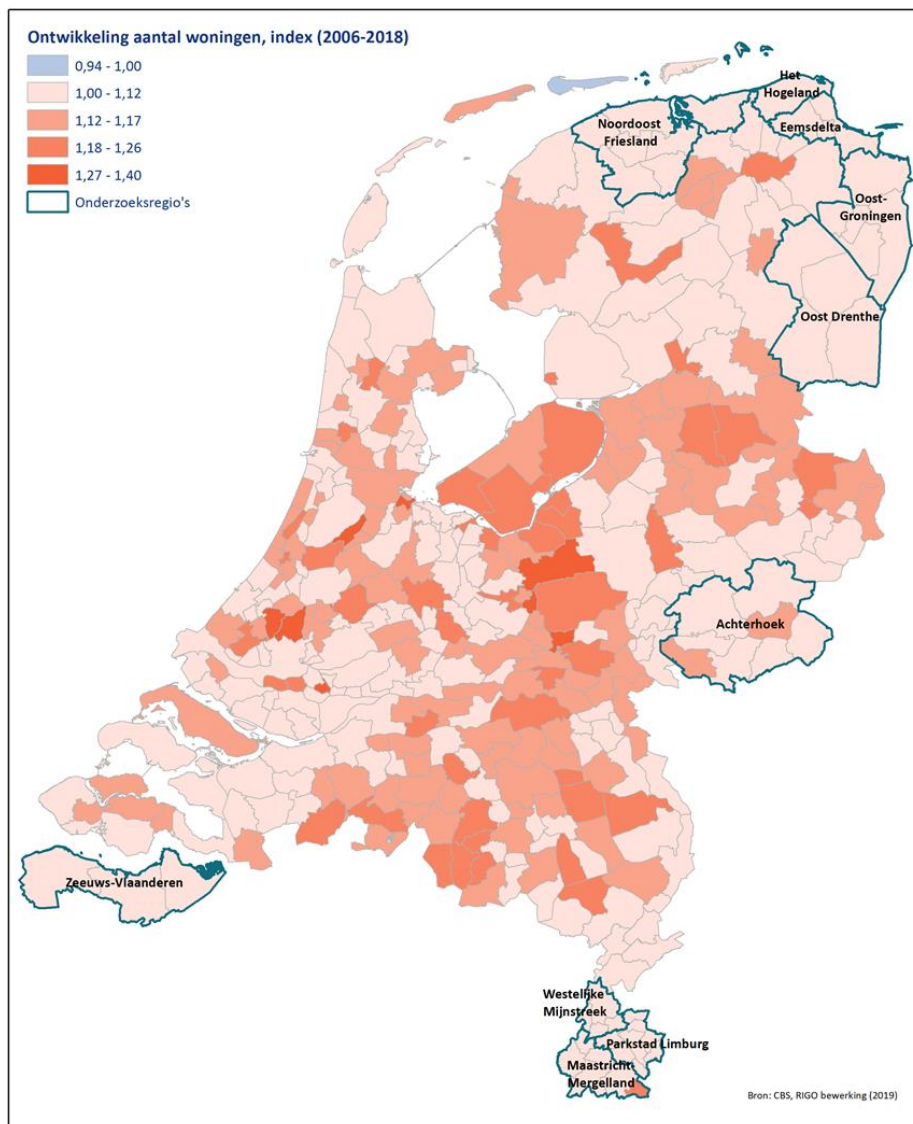 Ontwikkeling aantal woningen, index (2006-2018)
0,94 - 1,00
1,00 - 1,12
1,12 - 1,17
1,18 - 1,26
1,27 - 1,40
Onderzoeksregio's
Het
Hogeland
Noordoost
Friesland
Eemsdelta
Oost-
Groningen
Oost Drenthe
Achterhoek
Zeeuws-Vlaanderen
Westelijke
Mijnstreek
Parkstad Limburg
Maastricht-
Mergelland
Bron: CBS, RIGO bewerking (2019)